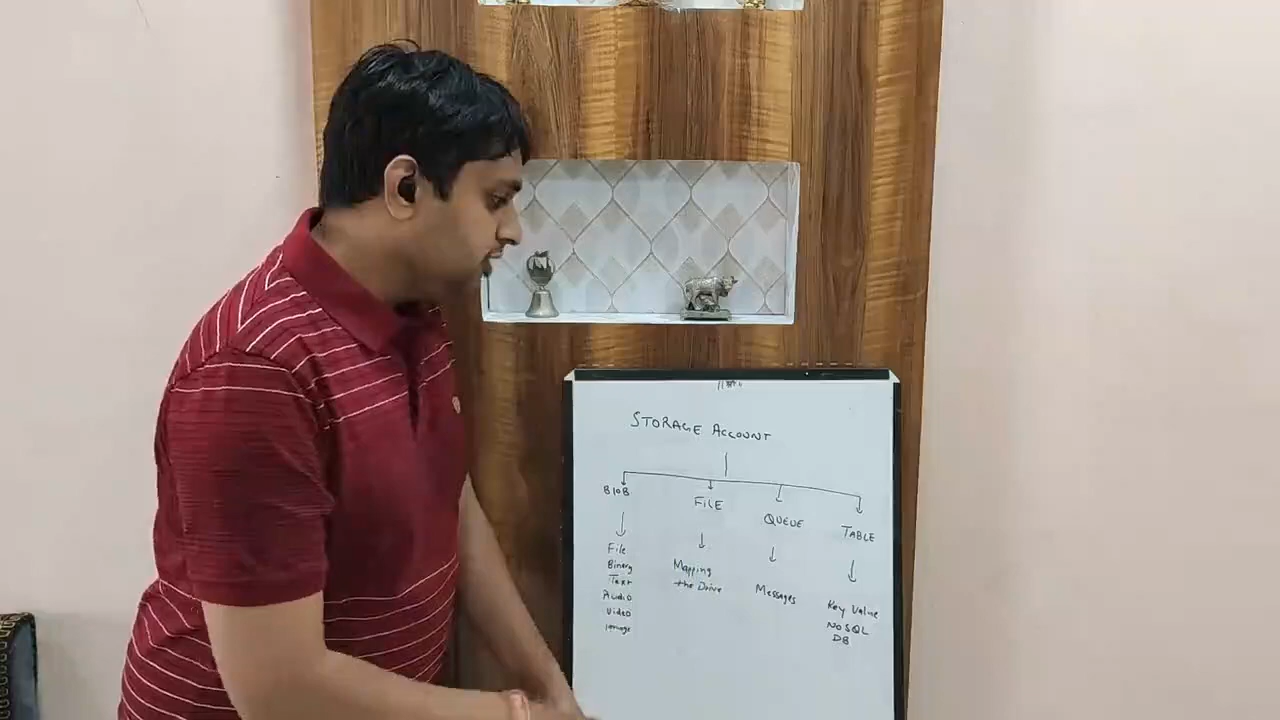 STORAGE ACCOUNT
BlOB
FILE
QUEUE
TABLE
File
Binary
Text
Audio
Video
Image
Mapping
the Drive
Messages
Key Value
NOSQL
DB